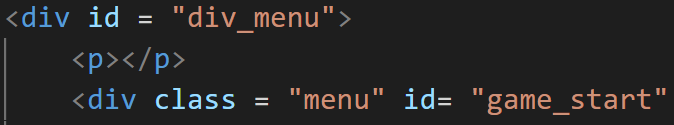 <div id = "div_menu">
<p></p>
<div class = "menu" id= "game_start"